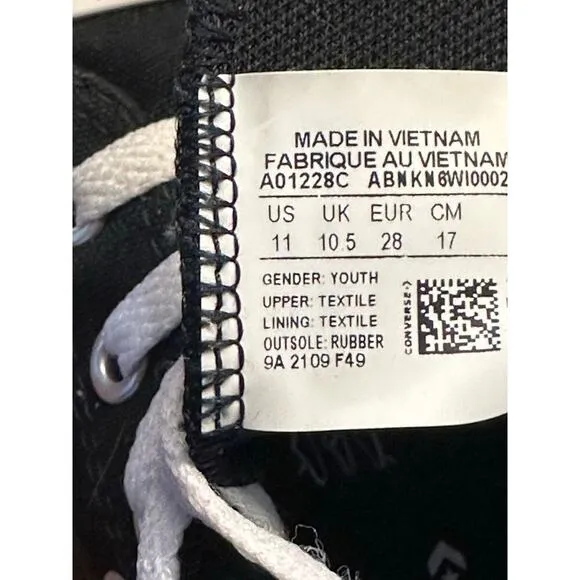 MADE IN VIETNAM
FABRIQUE AU VIETNAM
A01228C ABNKN6WI0002
US UK EUR CM
11 10.5 28 17
GENDER: YOUTH
UPPER: TEXTILE
LINING: TEXTILE
OUTSOLE: RUBBER
9A 2109 F49
CONVERSE